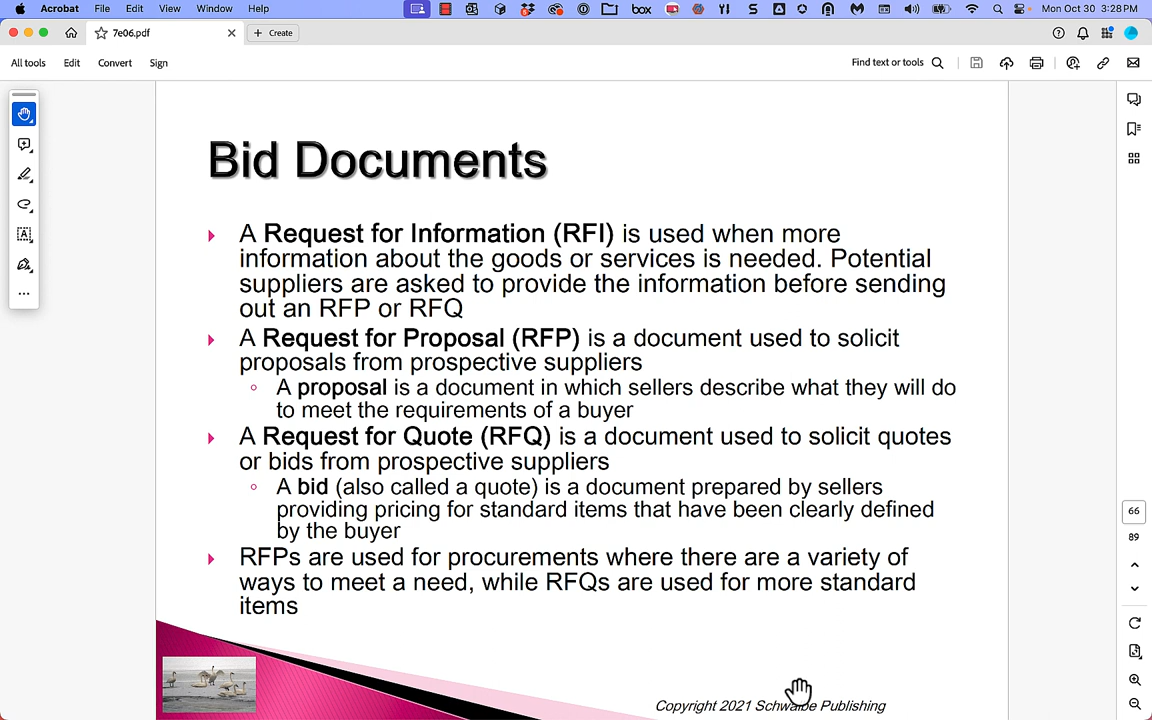 Acrobat File Edit View Window Help box Mon Oct 30 3:28 PM
7e06.pdf + Create
All tools Edit Convert Sign Find text or tools
Bid Documents
A Request for Information (RFI) is used when more
information about the goods or services is needed. Potential
suppliers are asked to provide the information before sending
out an RFP or RFQ
A Request for Proposal (RFP) is a document used to solicit
proposals from prospective suppliers
A proposal is a document in which sellers describe what they will do
to meet the requirements of a buyer
A Request for Quote (RFQ) is a document used to solicit quotes
or bids from prospective suppliers
A bid (also called a quote) is a document prepared by sellers
providing pricing for standard items that have been clearly defined
by the buyer
RFPs are used for procurements where there are a variety of
ways to meet a need, while RFQs are used for more standard
items
66
89
Copyright 2021 Schwalbe Publishing